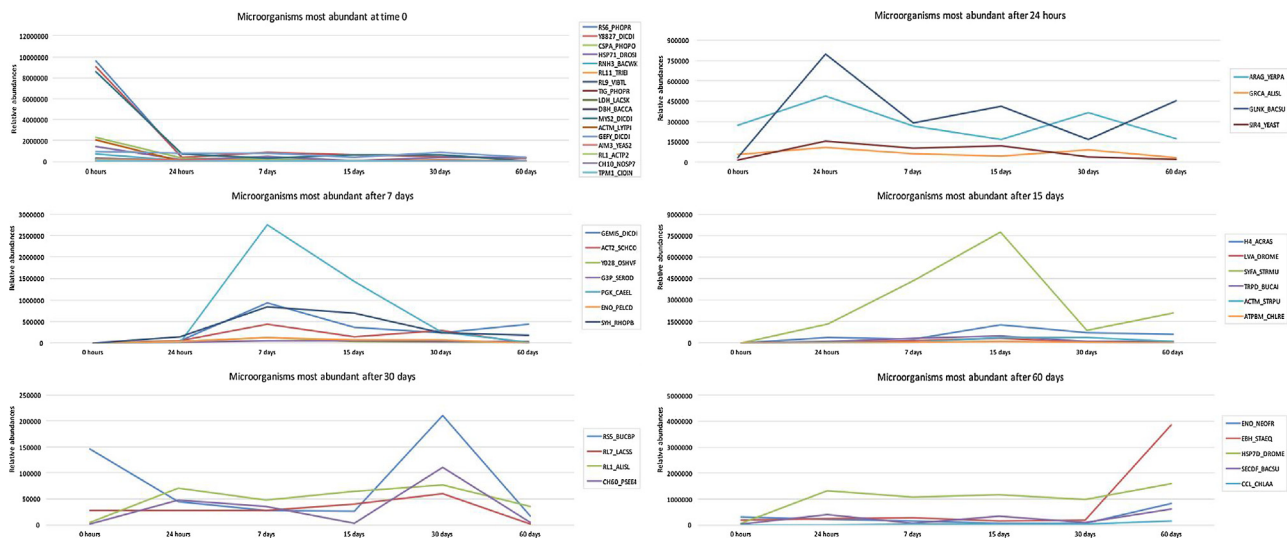 Microorganisms most abundant at time 0
Relative abundances
12000000
10000000
8000000
6000000
4000000
2000000
0
0 hours
24 hours
7 days
15 days
30 days
60 days
RS6_PHOPR
Y8827_DICDI
CSPA_PHOPO
HSP71_DROSI
RNH3_BACWK
RL11_TRIEI
RL9_VIBTL
TIG_PHOPR
LDH_LACSK
DBH_BACCA
MYS2_DICDI
ACTM_LYTPI
GEFY_DICDI
AIM3_YEAS2
RL1_ACTP2
CH10_NOSP7
TPM1_CIOIN
Microorganisms most abundant after 24 hours
Relative abundances
900000
750000
600000
450000
300000
150000
0
0 hours
24 hours
7 days
15 days
30 days
60 days
ARAG_YERPA
GRCA_ALISL
GLNK_BACSU
SIR4_YEAST
Microorganisms most abundant after 7 days
Relative abundances
3000000
2500000
2000000
1500000
1000000
500000
0
0 hours
24 hours
7 days
15 days
30 days
60 days
GEMI5_DICDI
ACT2_SCHCO
Y028_OSHVF
G3P_SEROD
PGK_CAEEL
ENO_PELCD
SYH_RHOPB
Microorganisms most abundant after 15 days
Relative abundances
9000000
7500000
6000000
4500000
3000000
1500000
0
0 hours
24 hours
7 days
15 days
30 days
60 days
H4_ACRAS
LVA_DROME
SYFA_STRMU
TRPD_BUCAI
ACTM_STRPU
ATPBM_CHLRE
Microorganisms most abundant after 30 days
Relative abundances
250000
200000
150000
100000
50000
0
0 hours
24 hours
7 days
15 days
30 days
60 days
RS5_BUCBP
RL7_LACSS
RL1_ALISL
CH60_PSEE4
Microorganisms most abundant after 60 days
Relative abundances
5000000
4000000
3000000
2000000
1000000
0
0 hours
24 hours
7 days
15 days
30 days
60 days
ENO_NEOFR
EBH_STAEQ
HSP7D_DROME
SECDF_BACSU
CCL_CHLAA